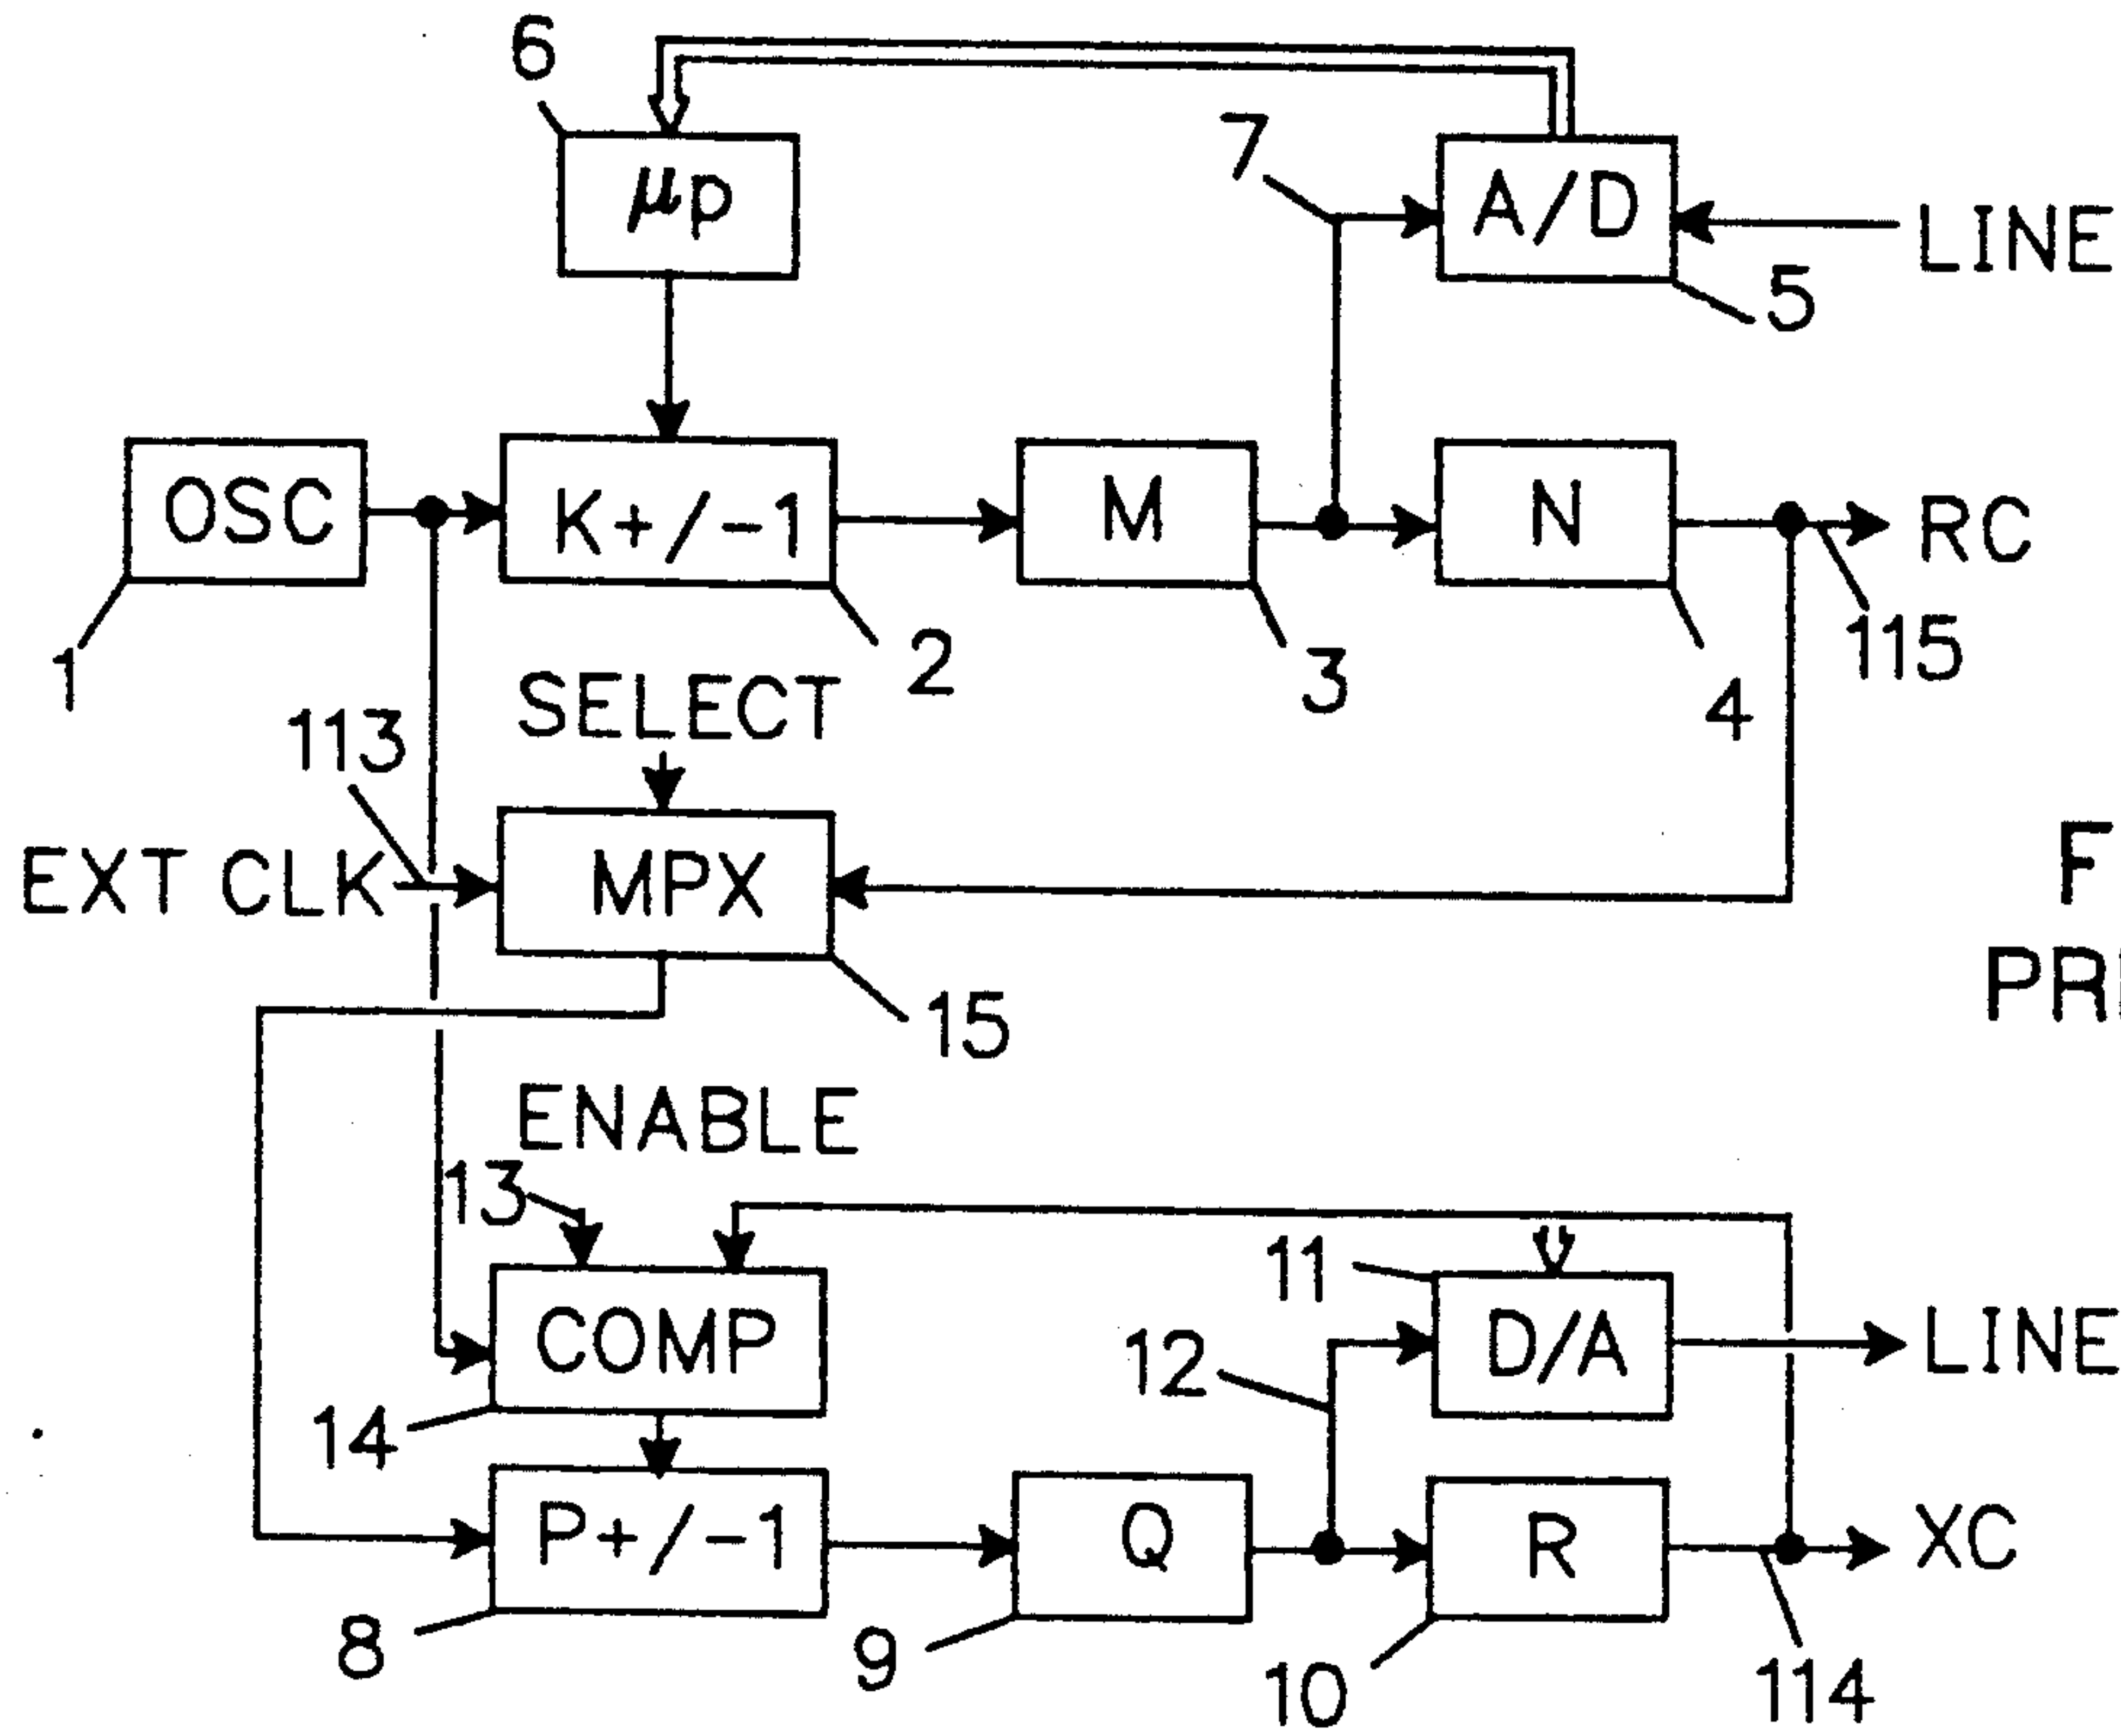 6
µp
7
A/D
LINE
5
OSC
K+/-1
M
N
RC
1
2
3
4
115
SELECT
113
EXT CLK
MPX
15
ENABLE
13
11
COMP
D/A
LINE
12
14
P+/-1
Q
R
XC
8
9
10
114